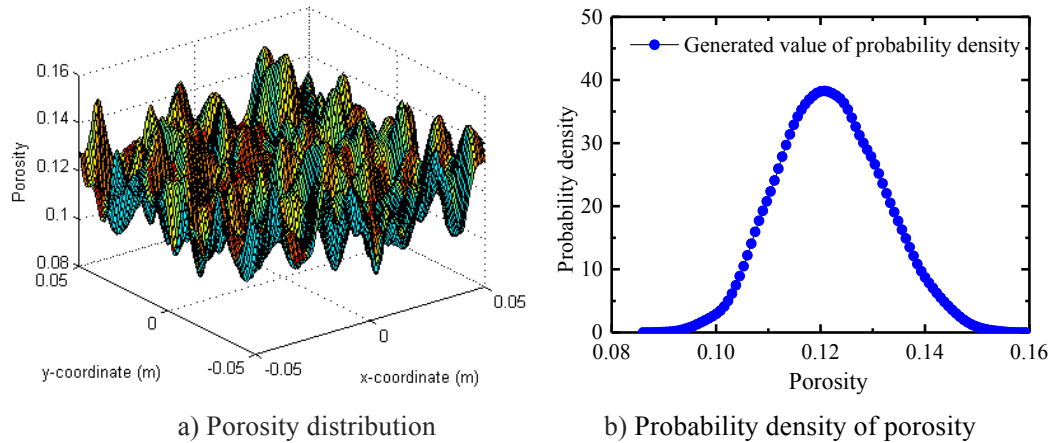 0.16
0.14
0.12
0.1
0.08
Porosity
0.05
0
-0.05
y-coordinate (m)
-0.05
0
0.05
x-coordinate (m)
a) Porosity distribution
50
40
30
20
10
0
Probability density
Generated value of probability density
0.08 0.10 0.12 0.14 0.16
Porosity
b) Probability density of porosity